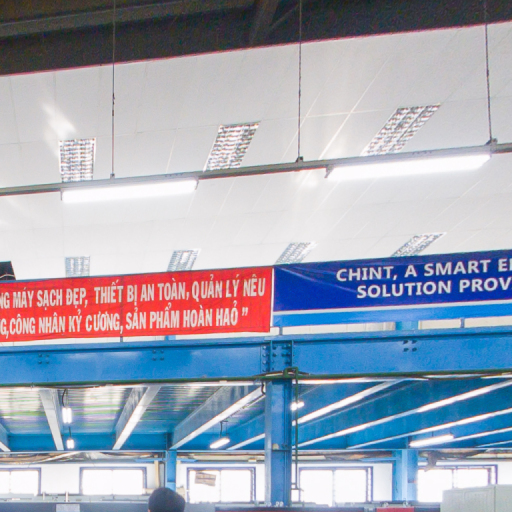 NG MÁY SẠCH ĐẸP, THIẾT BỊ AN TOÀN, QUẢN LÝ NÊU
G,CÔNG NHÂN KỶ CƯƠNG, SẢN PHẨM HOÀN HẢO "
CHINT, A SMART E
SOLUTION PROV